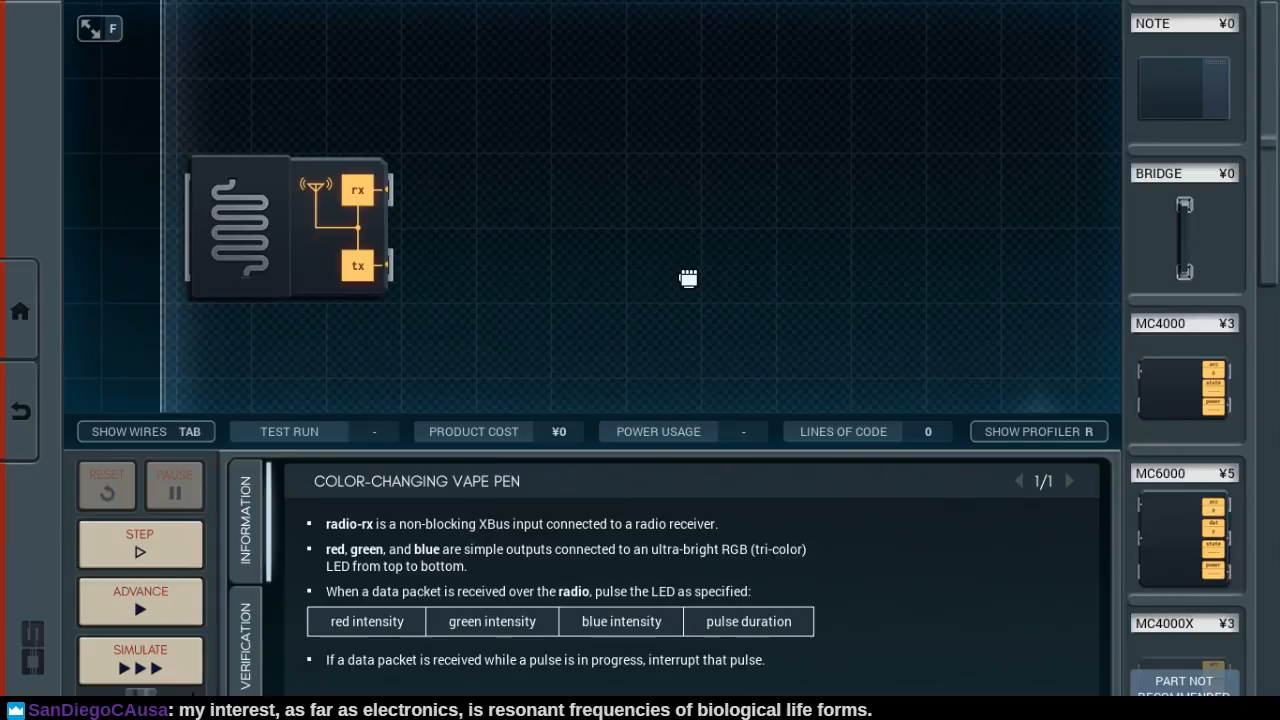 F
NOTE ¥0
BRIDGE ¥0
rx
tx
MC4000 ¥3
SHOW WIRES TAB
TEST RUN -
PRODUCT COST ¥0
POWER USAGE -
LINES OF CODE 0
SHOW PROFILER R
MC6000 ¥5
RESET
PAUSE
STEP
ADVANCE
SIMULATE
INFORMATION
VERIFICATION
COLOR-CHANGING VAPE PEN
1/1
▪ radio-rx is a non-blocking XBus input connected to a radio receiver.
▪ red, green, and blue are simple outputs connected to an ultra-bright RGB (tri-color)
LED from top to bottom.
▪ When a data packet is received over the radio, pulse the LED as specified:
red intensity green intensity blue intensity pulse duration
▪ If a data packet is received while a pulse is in progress, interrupt that pulse.
MC4000X ¥3
PART NOT
RECOMMENDED
SanDiegoCAusa: my interest, as far as electronics, is resonant frequencies of biological life forms.